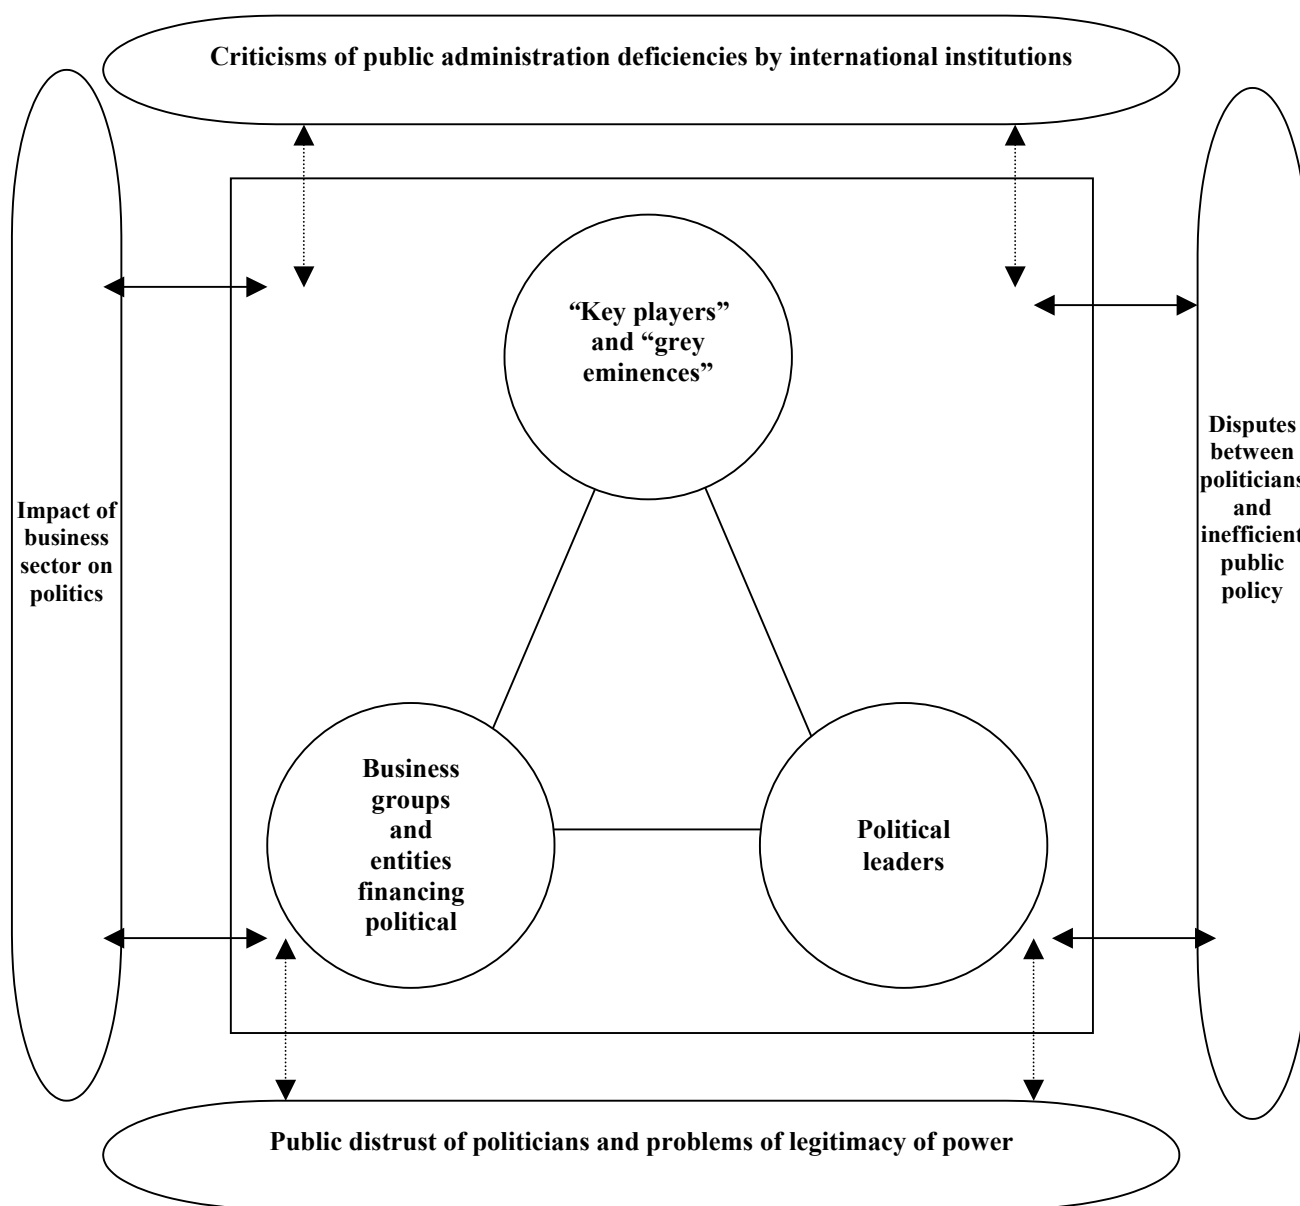 Criticisms of public administration deficiencies by international institutions
“Key players”
and “grey
eminences”
Impact of
business
sector on
politics
Disputes
between
politicians
and
inefficient
public
policy
Business
groups
and
entities
financing
political
Political
leaders
Public distrust of politicians and problems of legitimacy of power